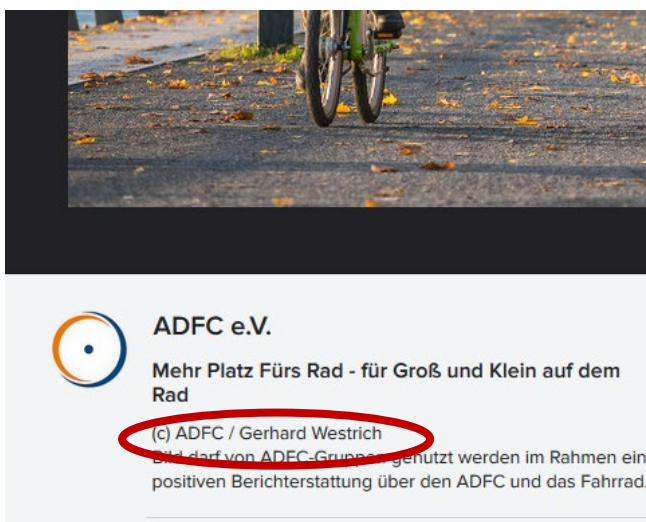 ADFC e.V.
Mehr Platz Fürs Rad - für Groß und Klein auf dem
Rad
(c) ADFC / Gerhard Westrich
Bild darf von ADFC-Gruppen genutzt werden im Rahmen ein
positiven Berichterstattung über den ADFC und das Fahrrad.